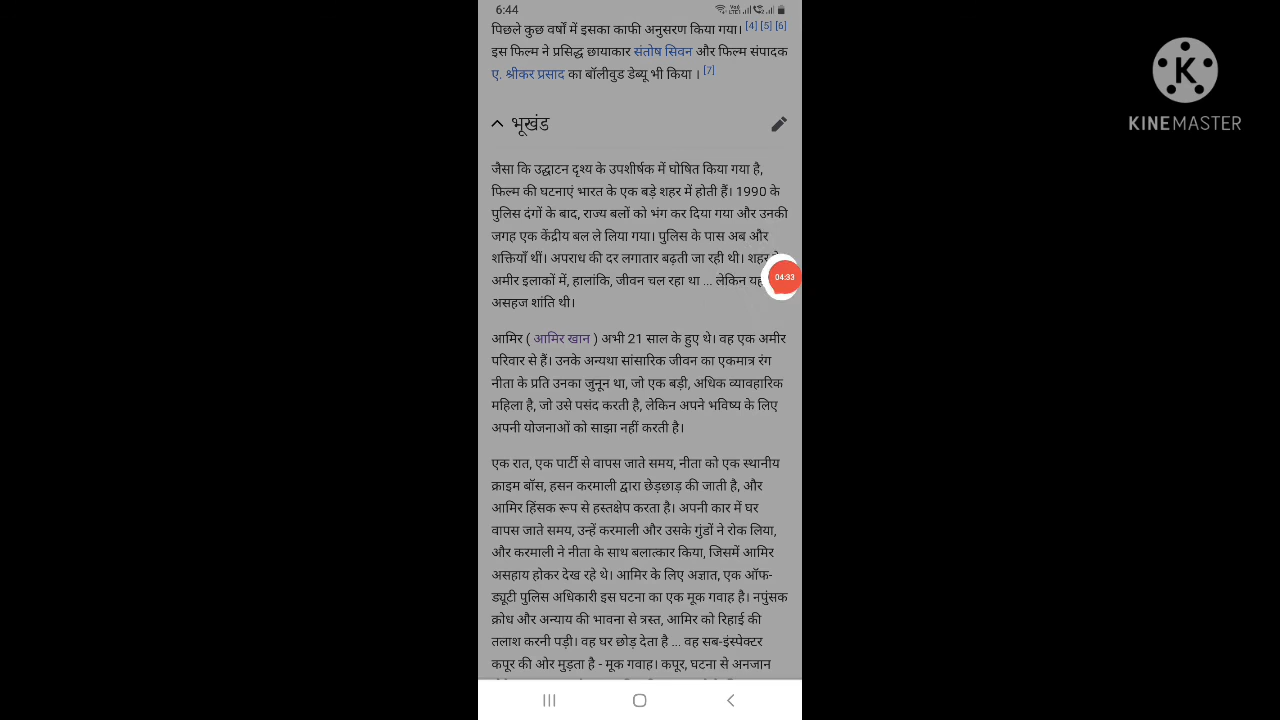 6:44
पिछले कुछ वर्षों में इसका काफी अनुसरण किया गया। [4] [5] [6]
इस फिल्म ने प्रसिद्ध छायाकार संतोष सिवन और फिल्म संपादक
ए. श्रीकर प्रसाद का बॉलीवुड डेब्यू भी किया । [7]
भूखंड
जैसा कि उद्घाटन दृश्य के उपशीर्षक में घोषित किया गया है,
फिल्म की घटनाएं भारत के एक बड़े शहर में होती हैं। 1990 के
पुलिस दंगों के बाद, राज्य बलों को भंग कर दिया गया और उनकी
जगह एक केंद्रीय बल ले लिया गया। पुलिस के पास अब और
शक्तियाँ थीं। अपराध की दर लगातार बढ़ती जा रही थी। शहर
अमीर इलाकों में, हालांकि, जीवन चल रहा था ... लेकिन
असहज शांति थी।
04:33
आमिर ( आमिर खान ) अभी 21 साल के हुए थे। वह एक अमीर
परिवार से हैं। उनके अन्यथा सांसारिक जीवन का एकमात्र रंग
नीता के प्रति उनका जुनून था, जो एक बड़ी, अधिक व्यावहारिक
महिला है, जो उसे पसंद करती है, लेकिन अपने भविष्य के लिए
अपनी योजनाओं को साझा नहीं करती है।
एक रात, एक पार्टी से वापस जाते समय, नीता को एक स्थानीय
क्राइम बॉस, हसन करमाली द्वारा छेड़छाड़ की जाती है, और
आमिर हिंसक रूप से हस्तक्षेप करता है। अपनी कार में घर
वापस जाते समय, उन्हें करमाली और उसके गुंडों ने रोक लिया,
और करमाली ने नीता के साथ बलात्कार किया, जिसमें आमिर
असहाय होकर देख रहे थे। आमिर के लिए अज्ञात, एक ऑफ-
ड्यूटी पुलिस अधिकारी इस घटना का एक मूक गवाह है। नपुंसक
क्रोध और अन्याय की भावना से त्रस्त, आमिर को रिहाई की
तलाश करनी पड़ी। वह घर छोड़ देता है ... वह सब-इंस्पेक्टर
कपूर की ओर मुड़ता है - मूक गवाह। कपूर, घटना से अनजान
KINEMASTER